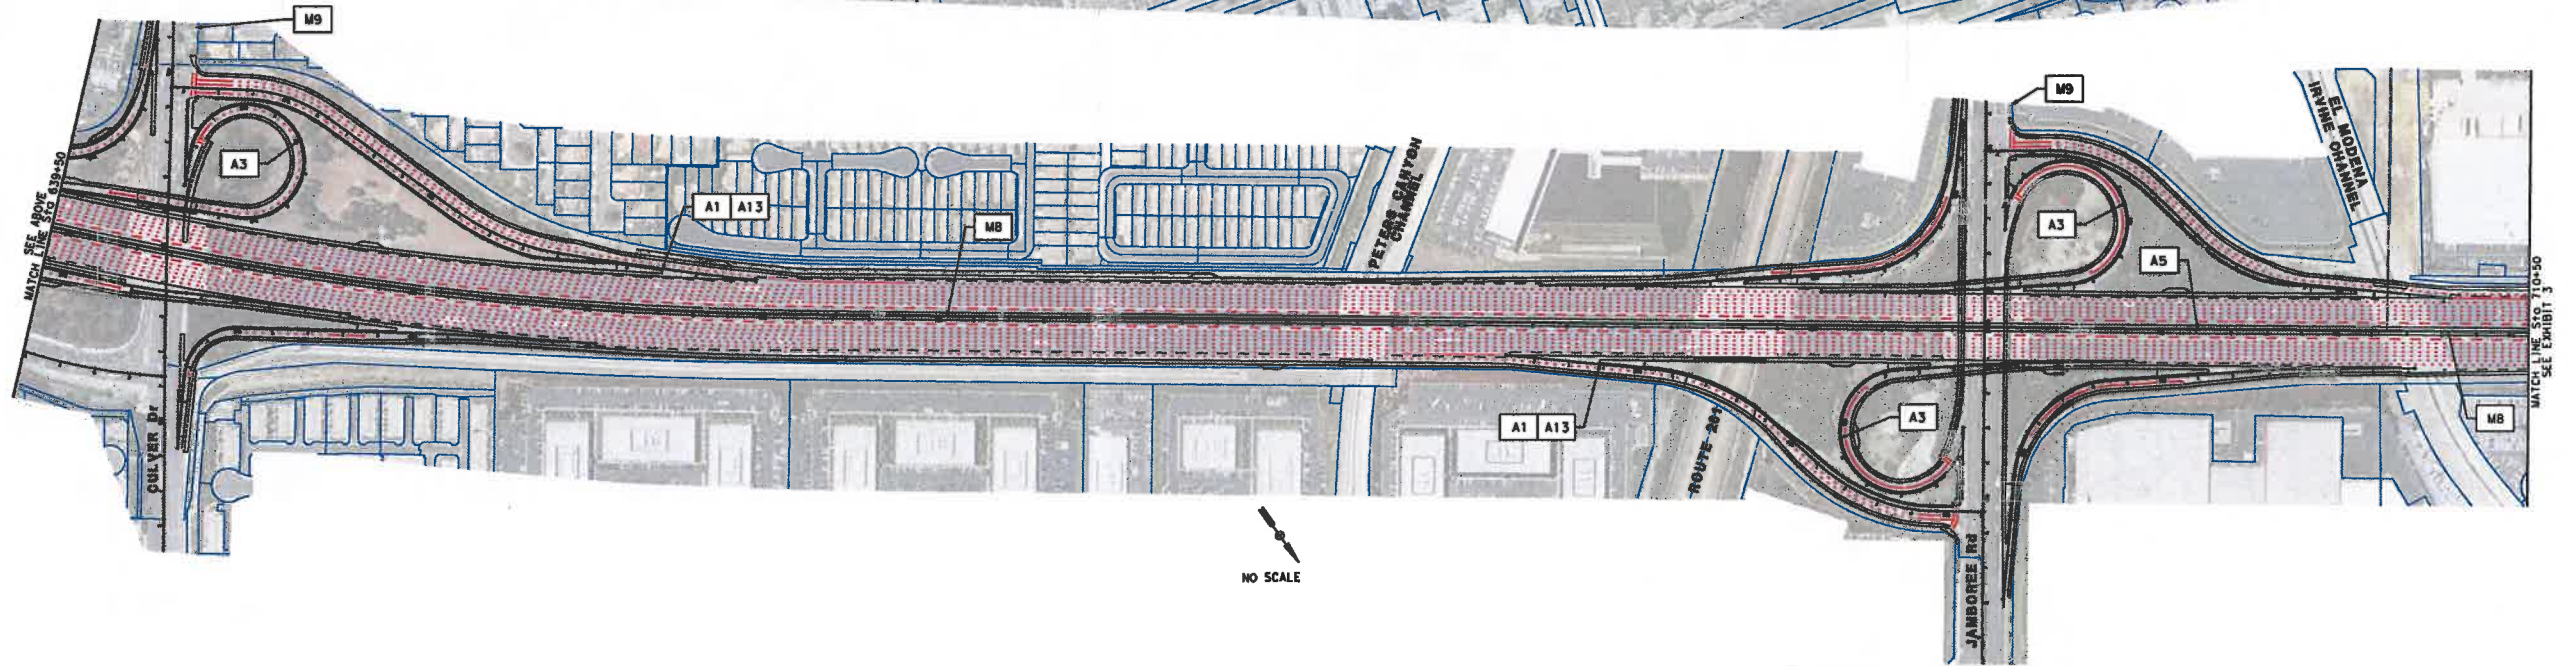 M9
M9
A3
MATCH LINE Sta 639+50
SEE ABOVE
A1 A13
M8
PETERS CANYON
CHANNEL
A3
EL MODENA
IRVINE CHANNEL
A5
MATCH LINE Sta 710+50
SEE EXHIBIT 3
A1 A13
A3
M8
CULVER Dr
ROUTE 261
NO SCALE
JAMBOREE Rd